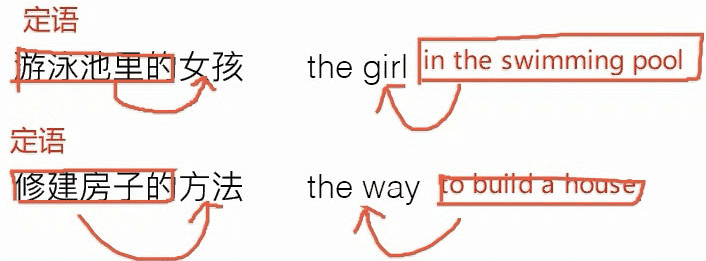 定语
游泳池里的女孩 the girl in the swimming pool
定语
修建房子的方法 the way to build a house